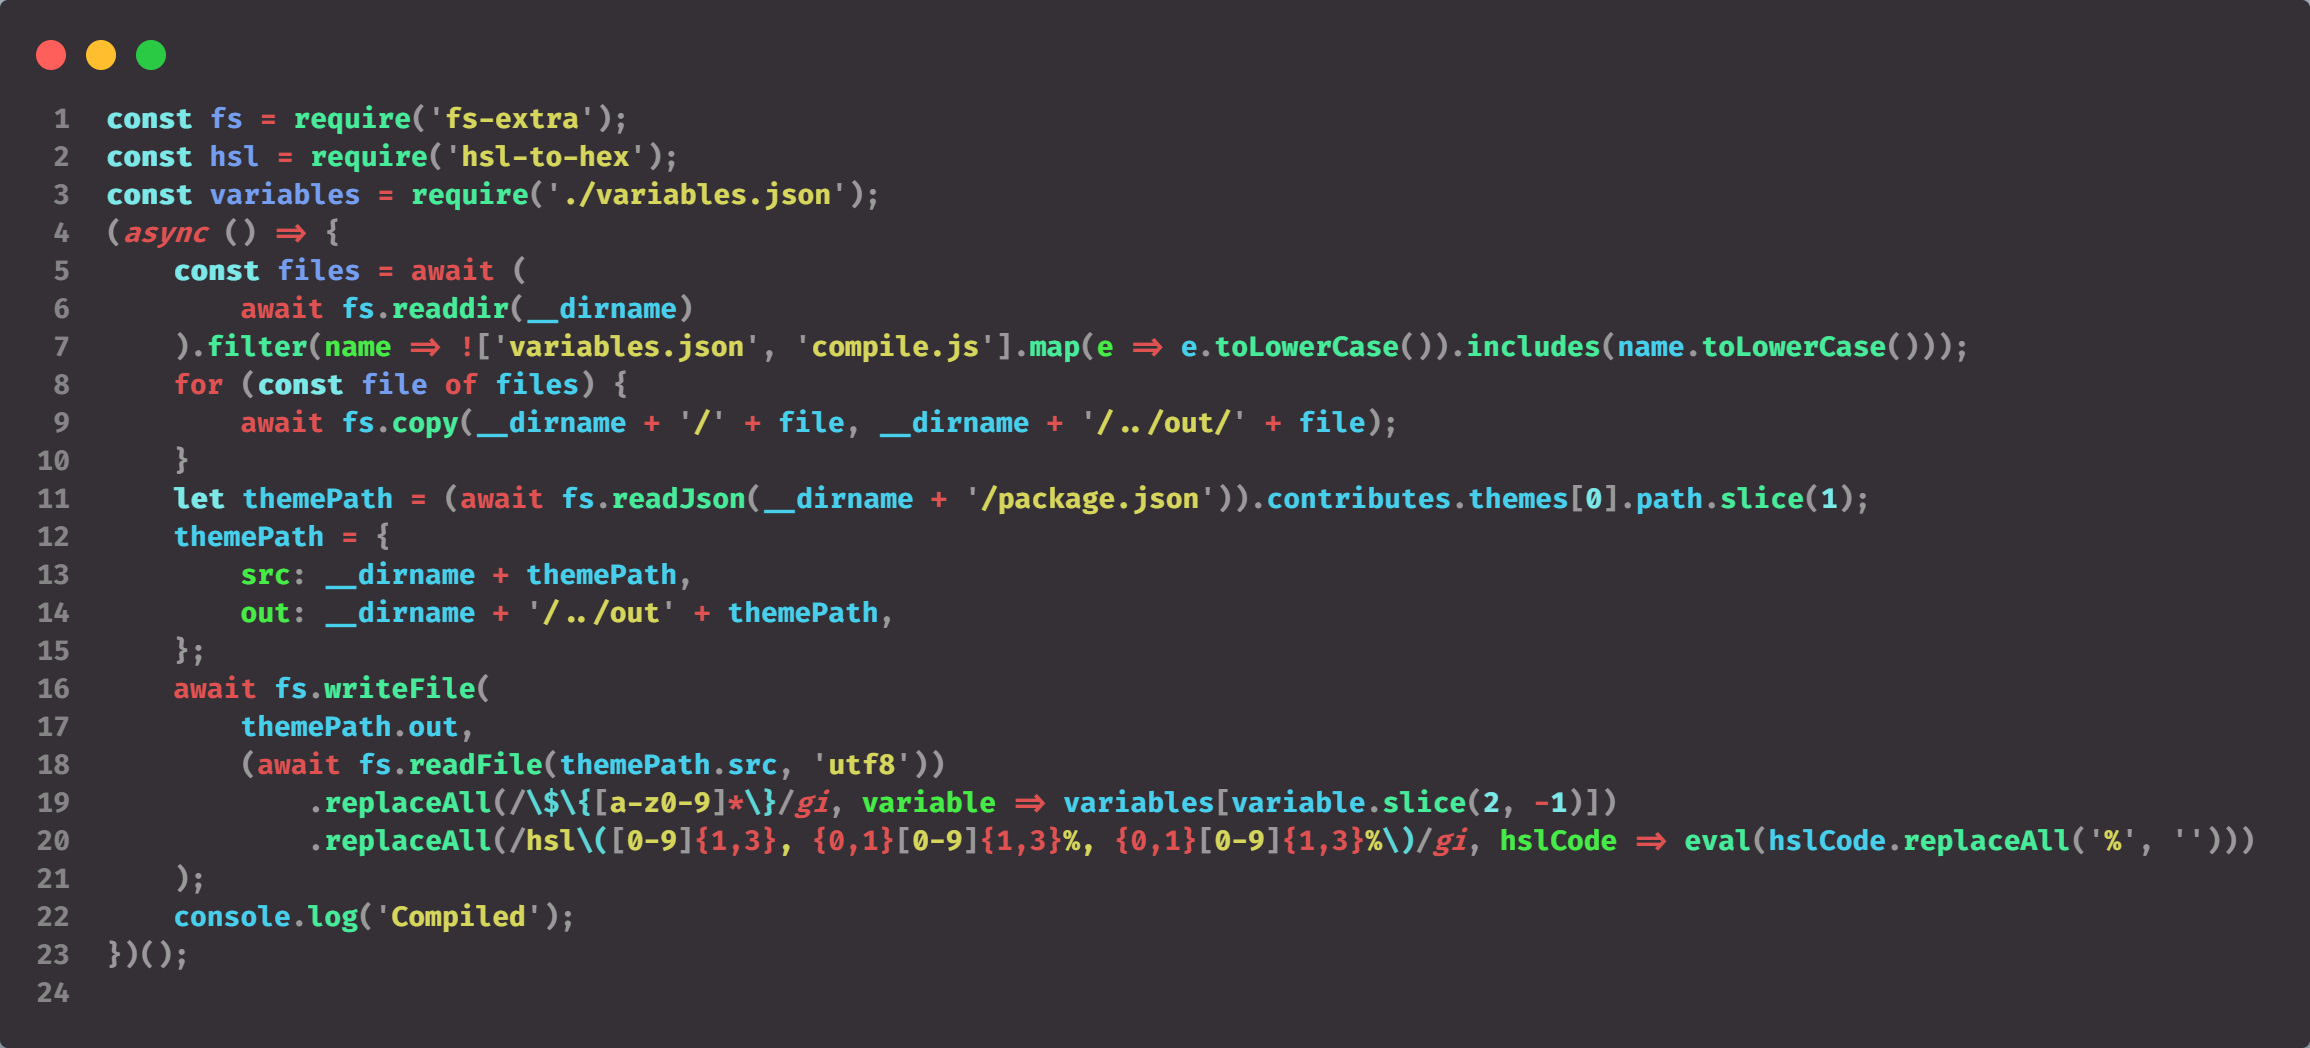 1 const fs = require('fs-extra');
2 const hsl = require('hsl-to-hex');
3 const variables = require('./variables.json');
4 (async () => {
5     const files = await (
6         await fs.readdir(__dirname)
7     ).filter(name => !['variables.json', 'compile.js'].map(e => e.toLowerCase()).includes(name.toLowerCase()));
8     for (const file of files) {
9         await fs.copy(__dirname + '/' + file, __dirname + '/../out/' + file);
10     }
11     let themePath = (await fs.readJson(__dirname + '/package.json')).contributes.themes[0].path.slice(1);
12     themePath = {
13         src: __dirname + themePath,
14         out: __dirname + '/../out' + themePath,
15     };
16     await fs.writeFile(
17         themePath.out,
18         (await fs.readFile(themePath.src, 'utf8'))
19             .replaceAll(/\$\{[a-z0-9]*\}/gi, variable => variables[variable.slice(2, -1)])
20             .replaceAll(/hsl\([0-9]{1,3}, {0,1}[0-9]{1,3}%, {0,1}[0-9]{1,3}%\)/gi, hslCode => eval(hslCode.replaceAll('%', '')))
21     );
22     console.log('Compiled');
23 })();
24